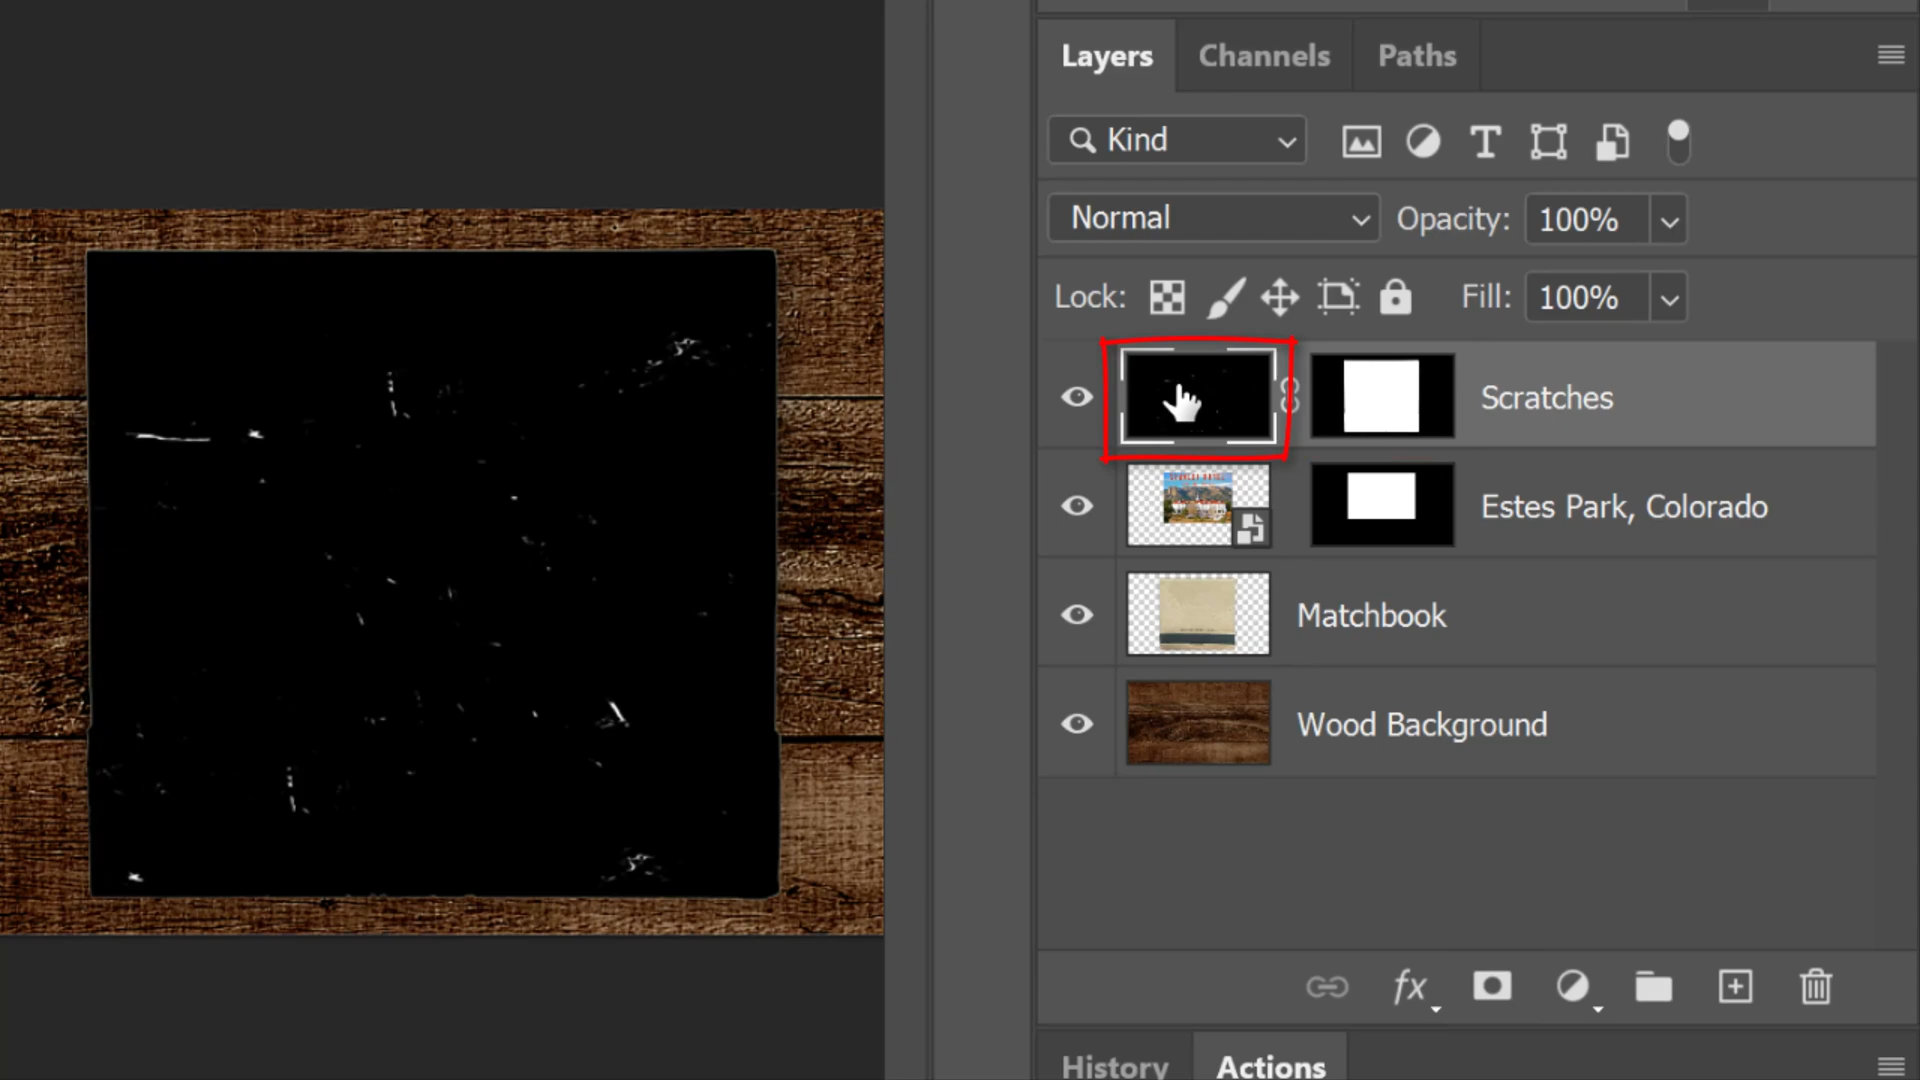 Layers Channels Paths
Kind
Normal Opacity: 100%
Lock: Fill: 100%
Scratches
Estes Park, Colorado
Matchbook
Wood Background
fx
History Actions